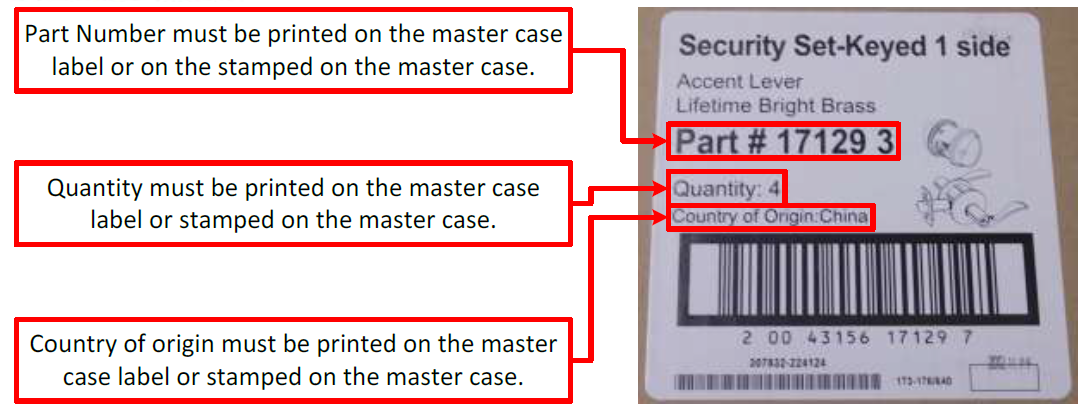 Part Number must be printed on the master case
label or on the stamped on the master case.
Quantity must be printed on the master case
label or stamped on the master case.
Country of origin must be printed on the master
case label or stamped on the master case.
Security Set-Keyed 1 side
Accent Lever
Lifetime Bright Brass
Part # 17129 3
Quantity: 4
Country of Origin:China
2 00 43156 17129 7
307832-224124